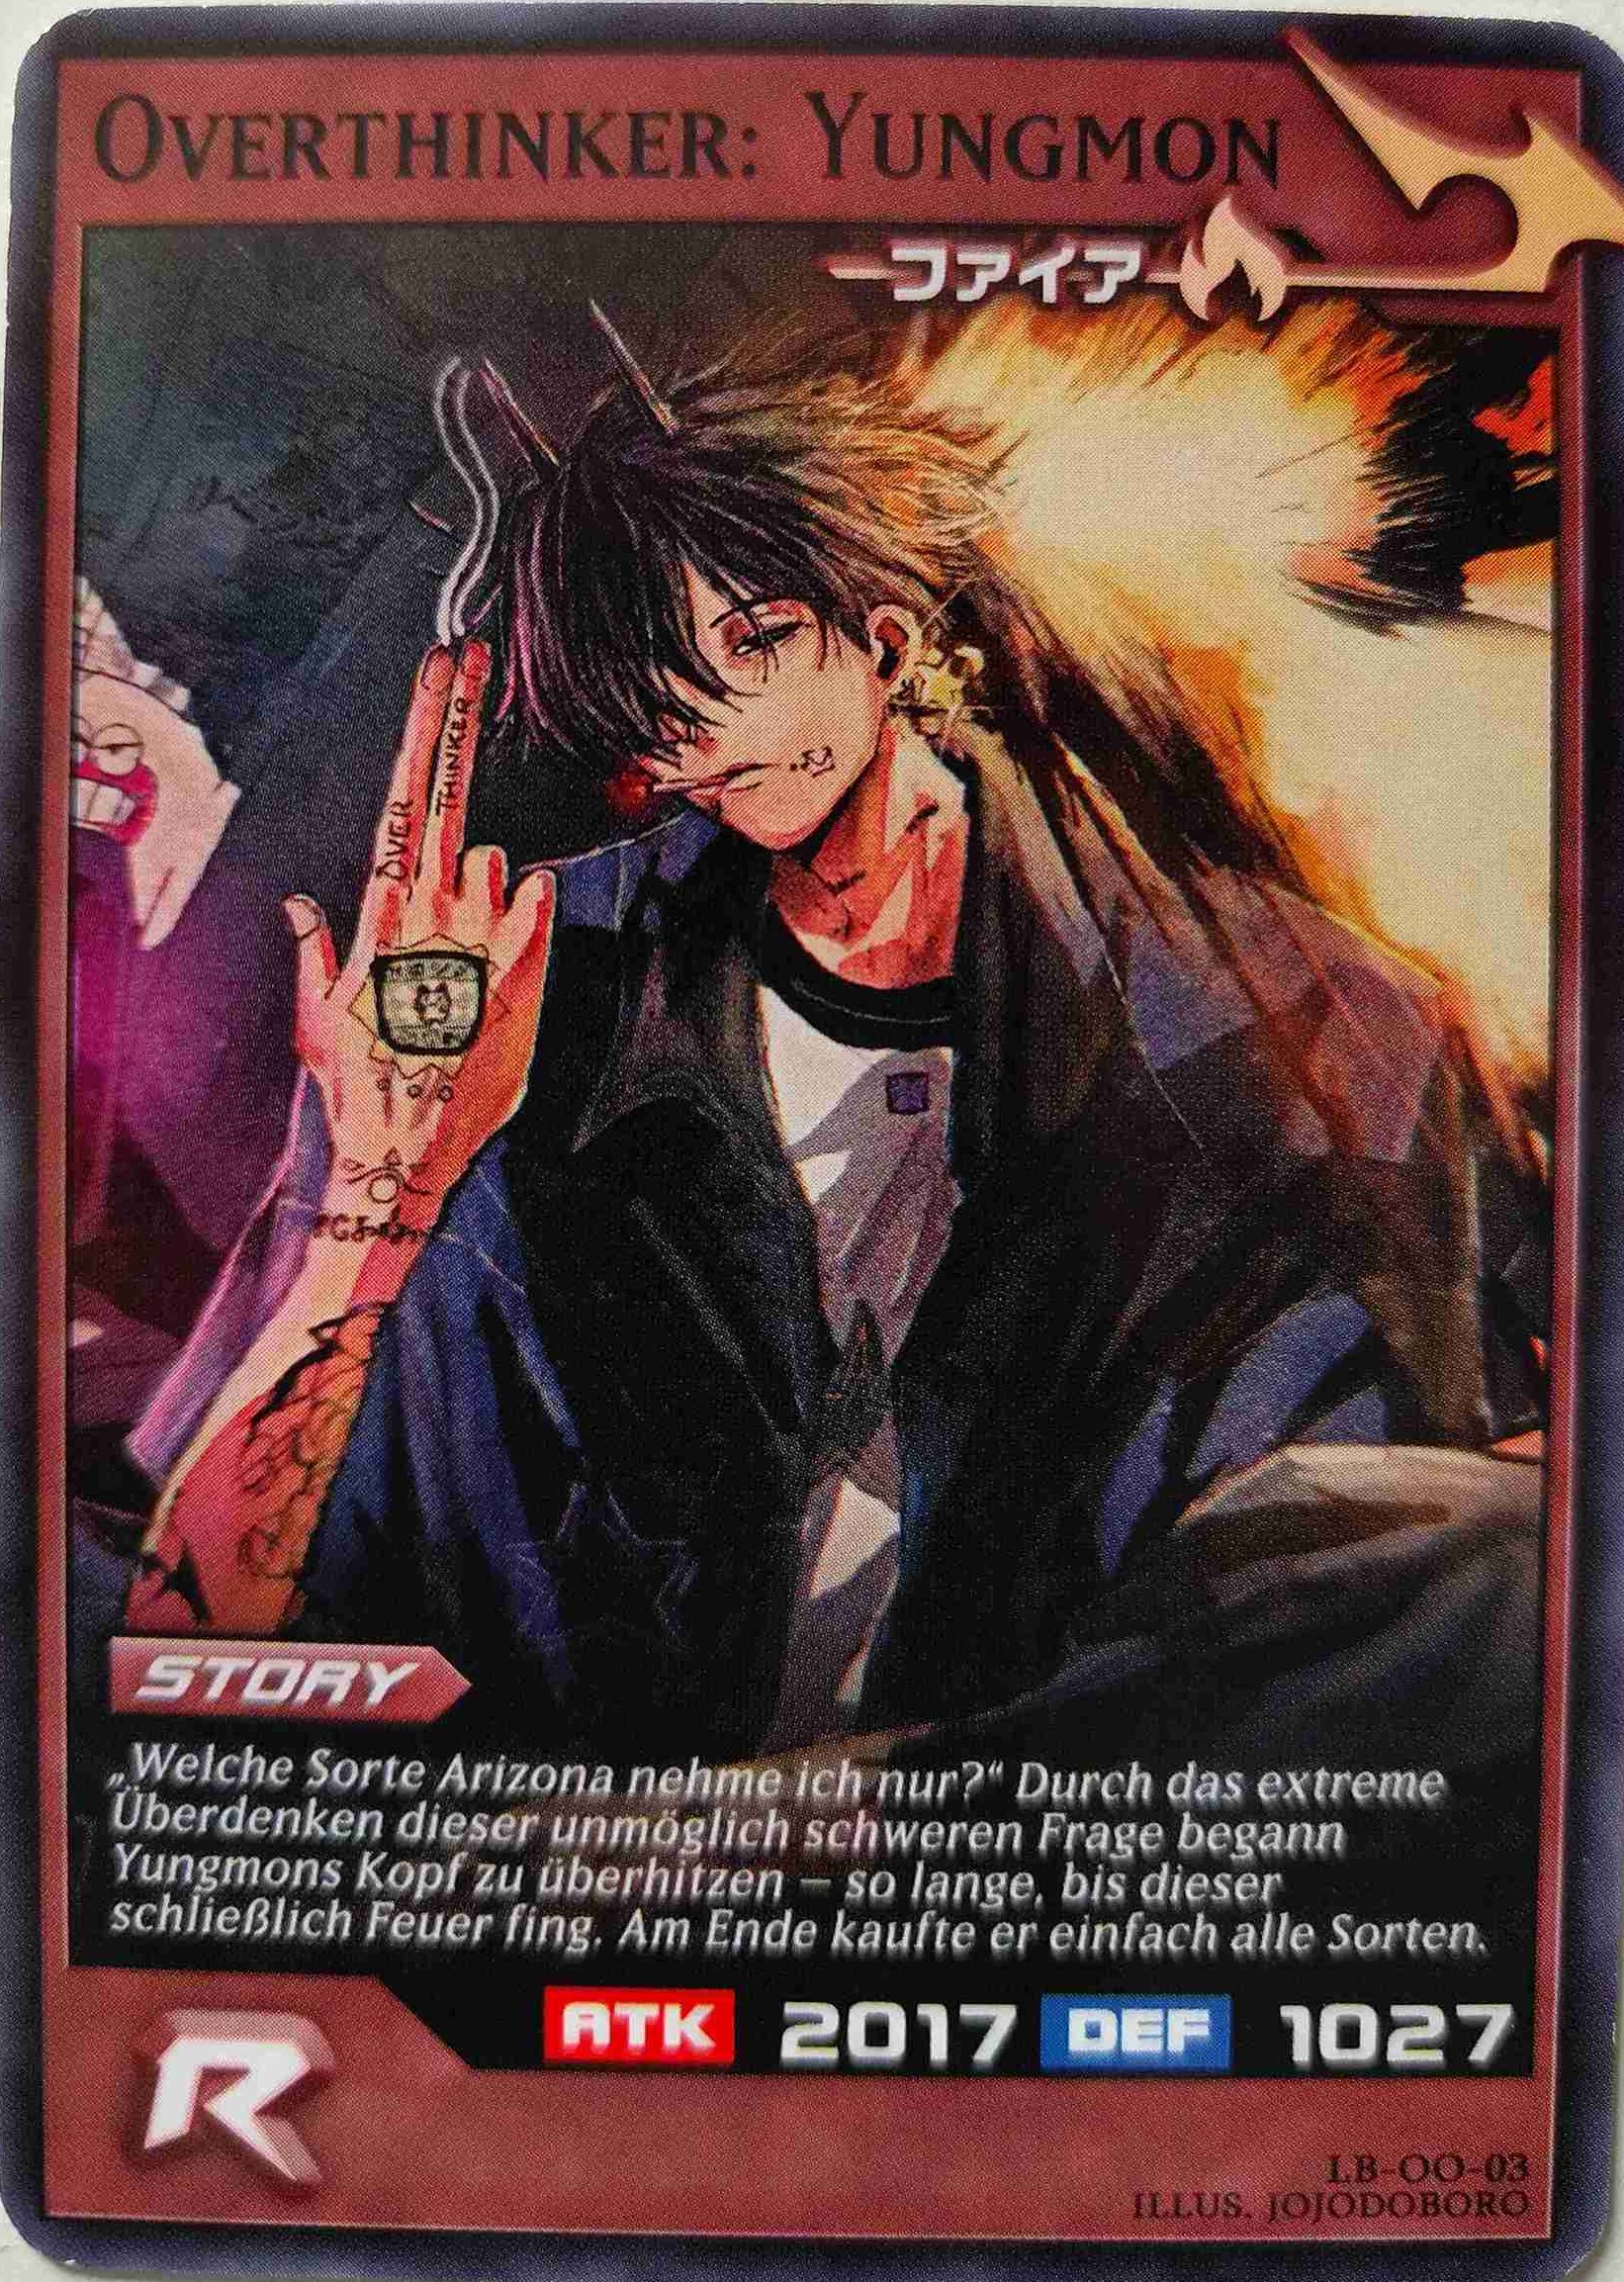 OVERTHINKER: YUNGMON
ファイア
OVER
THINKER
STORY
„Welche Sorte Arizona nehme ich nur?“ Durch das extreme
Überdenken dieser unmöglich schweren Frage begann
Yungmons Kopf zu überhitzen – so lange, bis dieser
schließlich Feuer fing. Am Ende kaufte er einfach alle Sorten.
ATK 2017 DEF 1027
R
LB-OO-03
ILLUS. JOJODOBORO